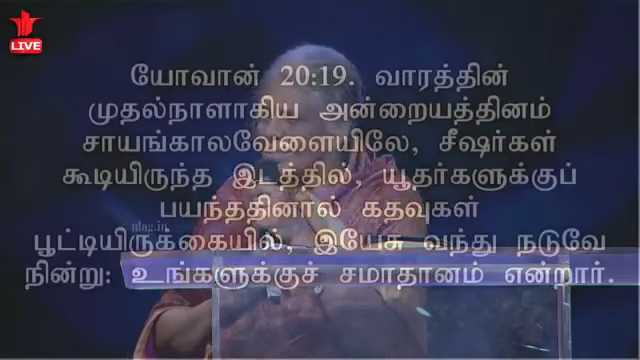 LIVE
யோவான் 20:19. வாரத்தின்
முதல்நாளாகிய அன்றையத்தினம்
சாயங்காலவேளையிலே, சீஷர்கள்
கூடியிருந்த இடத்தில், யூதர்களுக்குப்
பயந்ததினால் கதவுகள்
பூட்டியிருக்கையில், இயேசு வந்து நடுவே
நின்று: உங்களுக்குச் சமாதானம் என்றார்.